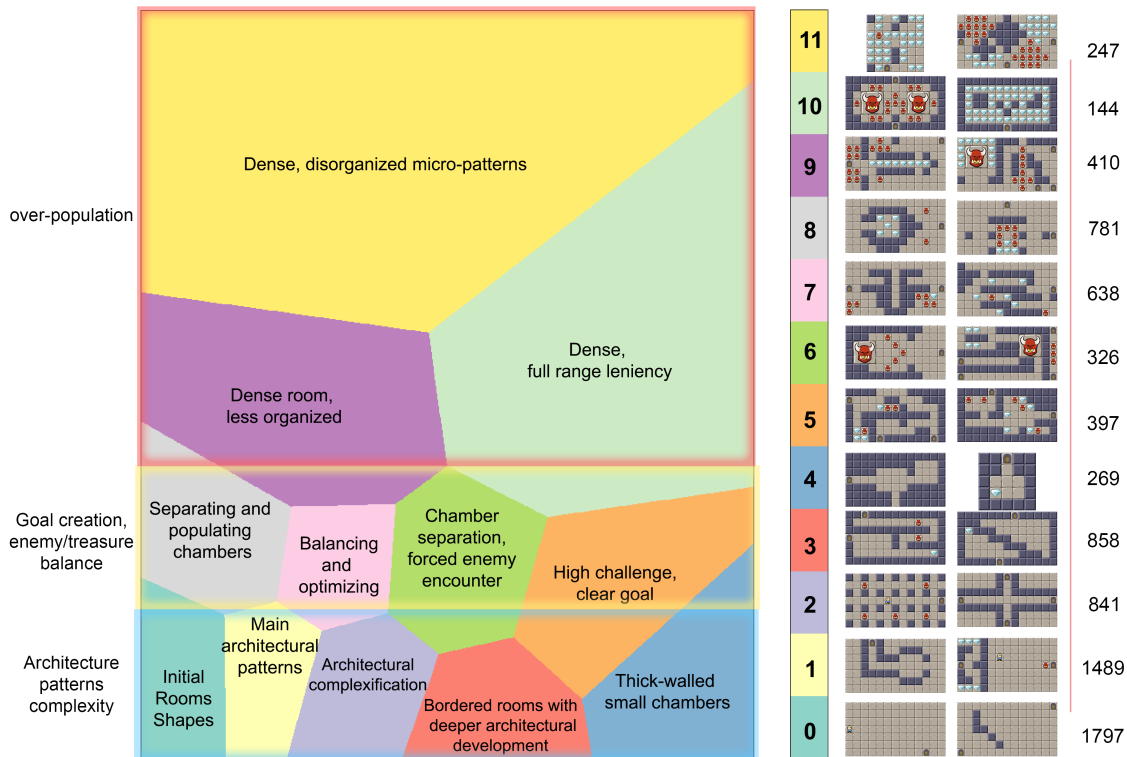 over-population
Dense, disorganized micro-patterns
Dense,
full range leniency
Dense room,
less organized
Goal creation,
enemy/treasure
balance
Separating and
populating
chambers
Balancing
and
optimizing
Chamber
separation,
forced enemy
encounter
High challenge,
clear goal
Architecture
patterns
complexity
Initial
Rooms
Shapes
Main
architectural
patterns
Architectural
complexification
Bordered rooms with
deeper architectural
development
Thick-walled
small chambers
11 247
10 144
9 410
8 781
7 638
6 326
5 397
4 269
3 858
2 841
1 1489
0 1797